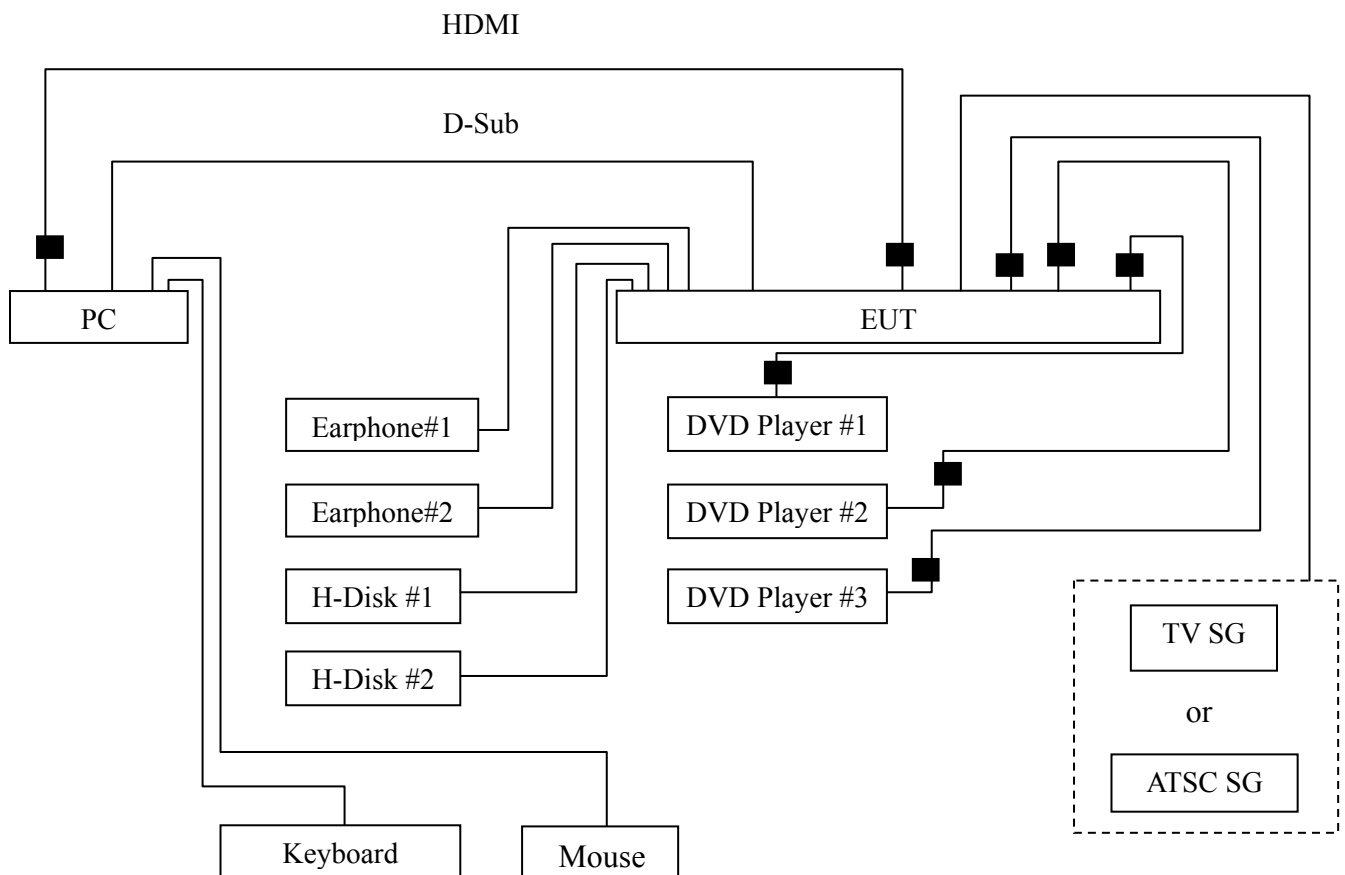 HDMI
D-Sub
PC
EUT
Earphone#1
DVD Player #1
Earphone#2
DVD Player #2
H-Disk #1
DVD Player #3
TV SG
H-Disk #2
or
ATSC SG
Keyboard
Mouse